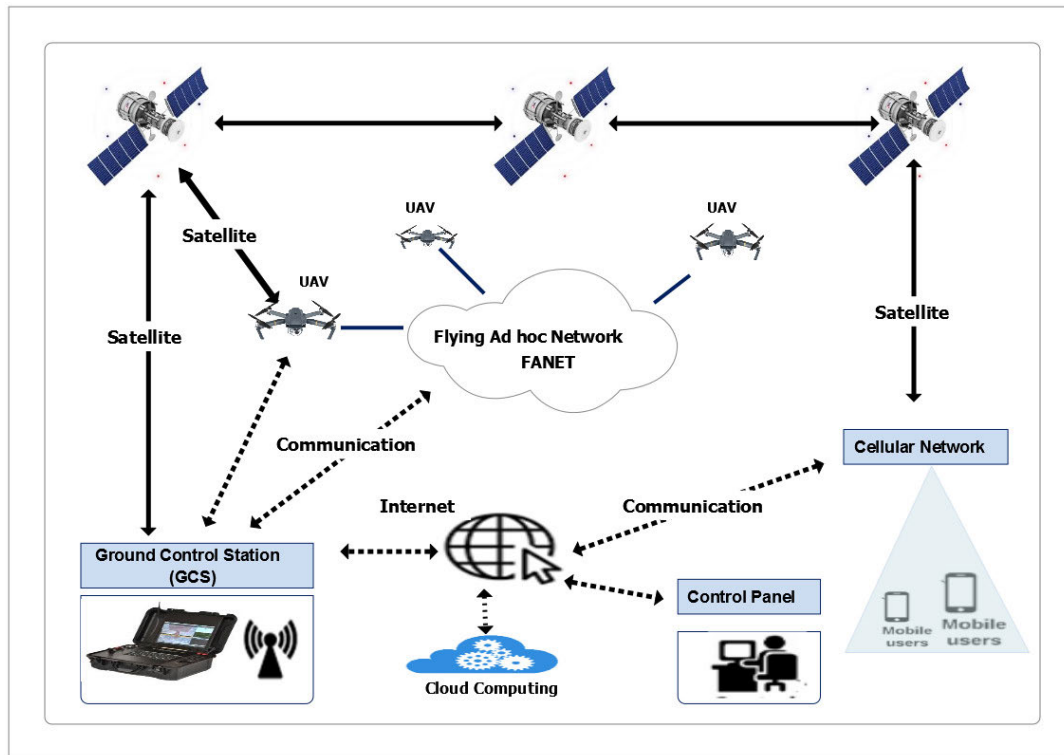 UAV
UAV
Satellite
UAV
Satellite
Flying Ad hoc Network
FANET
Satellite
Communication
Cellular Network
Internet
Communication
Ground Control Station
(GCS)
Control Panel
Mobile
users
Mobile
users
Cloud Computing